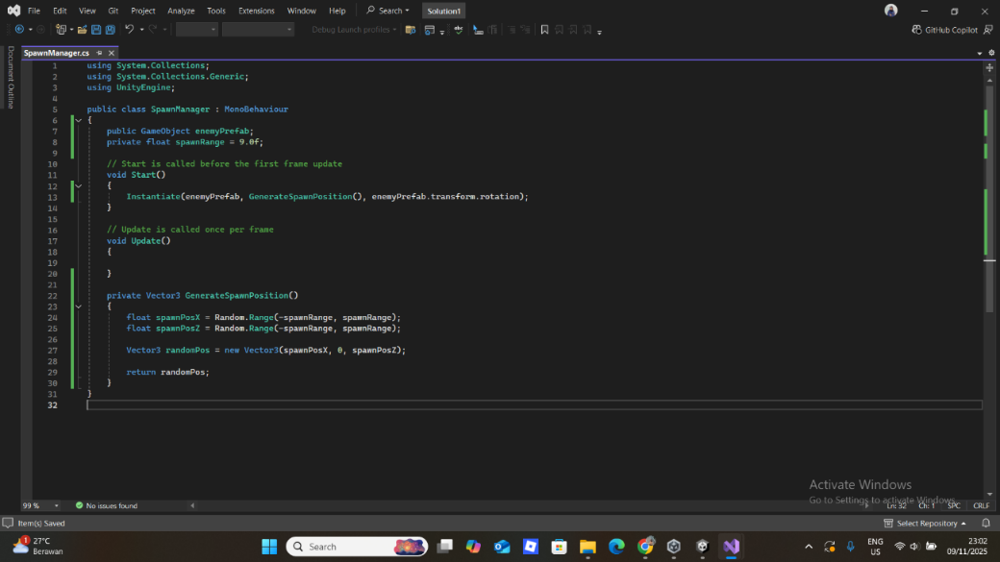 File Edit View Git Project Analyze Tools Extensions Window Help Search Solution1
Debug Launch profiles GitHub Copilot
Document Outline
SpawnManager.cs
1 using System.Collections;
2 using System.Collections.Generic;
3 using UnityEngine;
4
5 public class SpawnManager : MonoBehaviour
6 {
7 public GameObject enemyPrefab;
8 private float spawnRange = 9.0f;
9
10 // Start is called before the first frame update
11 void Start()
12 {
13 Instantiate(enemyPrefab, GenerateSpawnPosition(), enemyPrefab.transform.rotation);
14 }
15
16 // Update is called once per frame
17 void Update()
18 {
19
20 }
21
22 private Vector3 GenerateSpawnPosition()
23 {
24 float spawnPosX = Random.Range(-spawnRange, spawnRange);
25 float spawnPosZ = Random.Range(-spawnRange, spawnRange);
26
27 Vector3 randomPos = new Vector3(spawnPosX, 0, spawnPosZ);
28
29 return randomPos;
30 }
31 }
32
Activate Windows
Go to Settings to activate Windows.
99 % No issues found Ln: 32 Ch: 1 SPC CRLF
Item(s) Saved Select Repository
1 27°C Berawan Search ENG US 23:02 09/11/2025